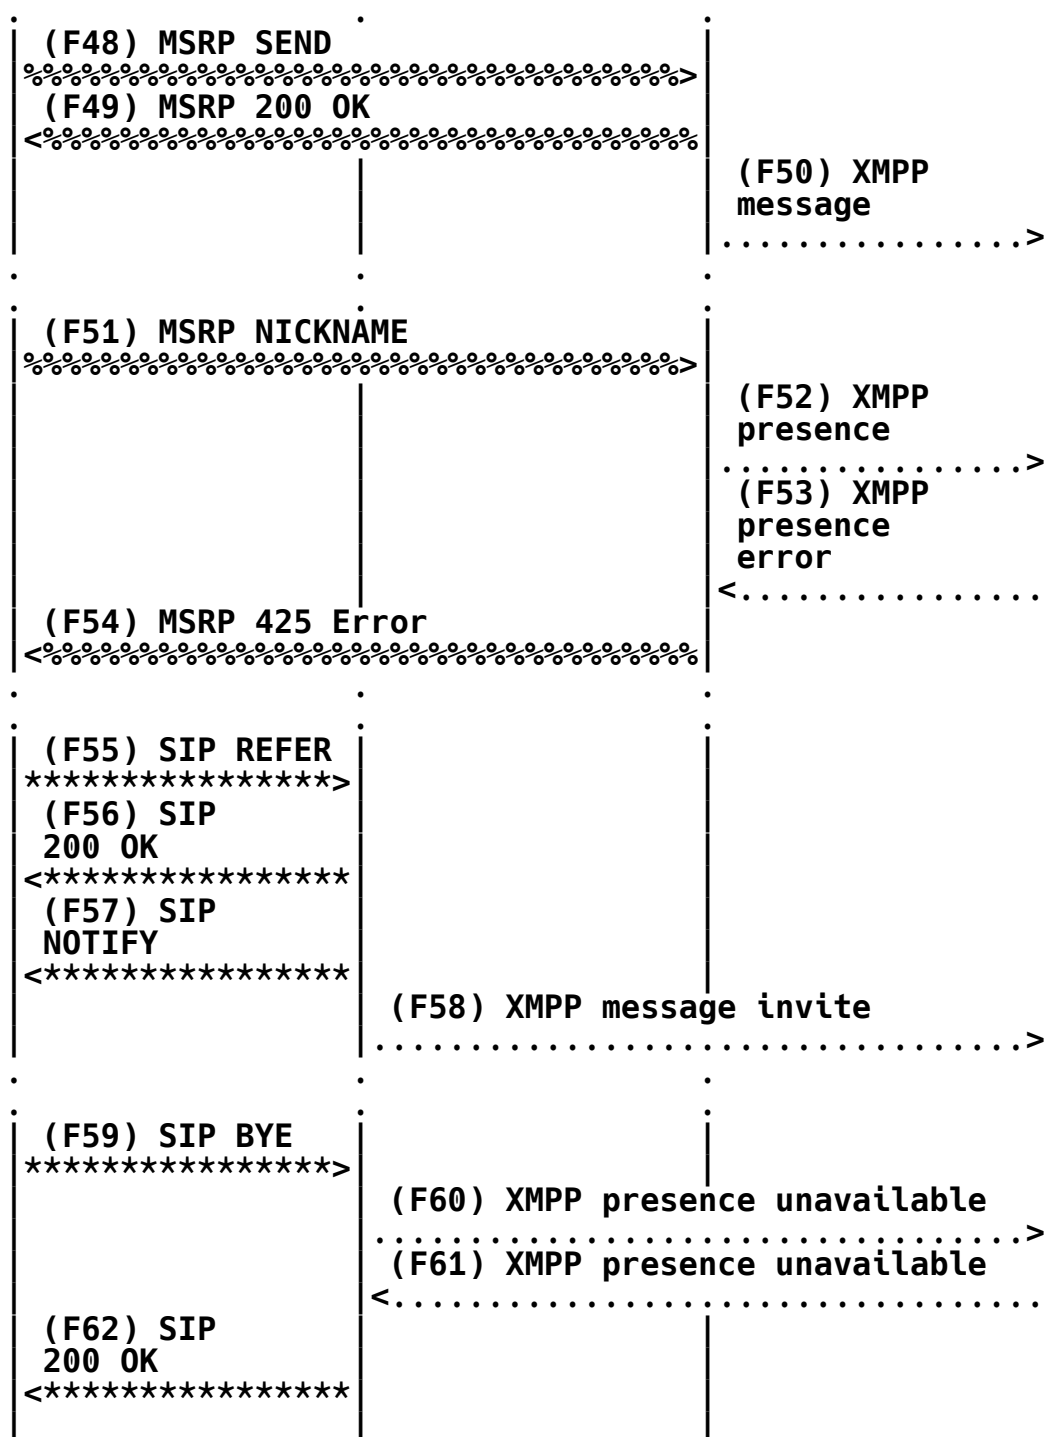 (F48) MSRP SEND
%%%%%%%%%%%%%%%%%%%%%%%%%%%%%%%%%%>
(F49) MSRP 200 OK
<%%%%%%%%%%%%%%%%%%%%%%%%%%%%%%%%%%
(F50) XMPP
message
................>
(F51) MSRP NICKNAME
%%%%%%%%%%%%%%%%%%%%%%%%%%%%%%%%%%>
(F52) XMPP
presence
................>
(F53) XMPP
presence
error
<................
(F54) MSRP 425 Error
<%%%%%%%%%%%%%%%%%%%%%%%%%%%%%%%%%%
(F55) SIP REFER
****************>
(F56) SIP
200 OK
<****************
(F57) SIP
NOTIFY
<****************
(F58) XMPP message invite
..................................>
(F59) SIP BYE
****************>
(F60) XMPP presence unavailable
..................................>
(F61) XMPP presence unavailable
<..................................
(F62) SIP
200 OK
<****************